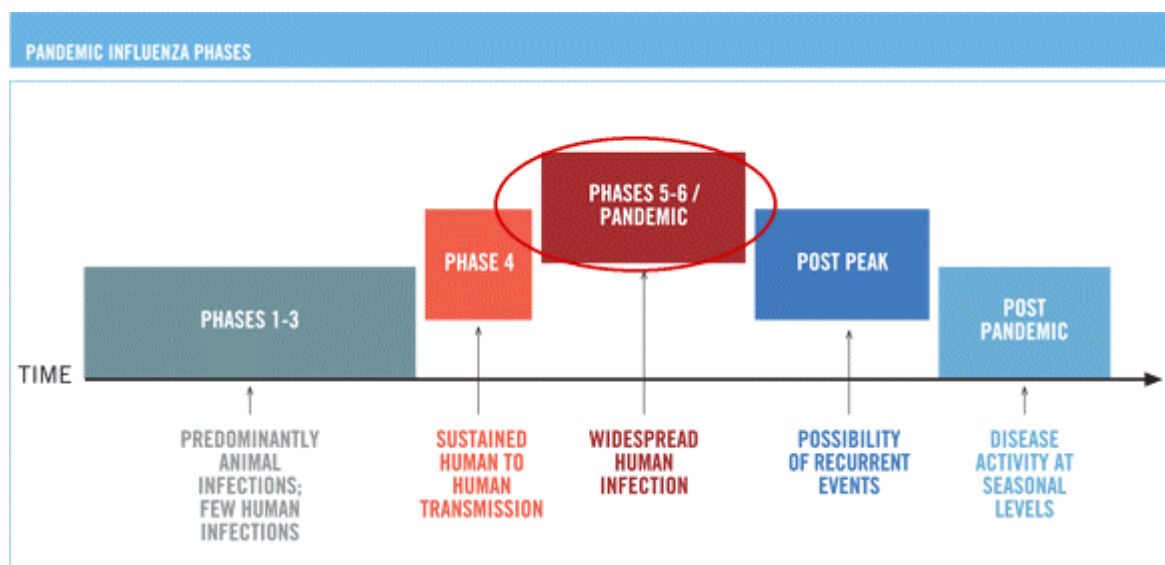 PANDEMIC INFLUENZA PHASES
PHASES 5-6 /
PANDEMIC
PHASE 4
POST PEAK
PHASES 1-3
POST
PANDEMIC
TIME
PREDOMINANTLY
ANIMAL
INFECTIONS;
FEW HUMAN
INFECTIONS
SUSTAINED
HUMAN TO
HUMAN
TRANSMISSION
WIDESPREAD
HUMAN
INFECTION
POSSIBILITY
OF RECURRENT
EVENTS
DISEASE
ACTIVITY AT
SEASONAL
LEVELS